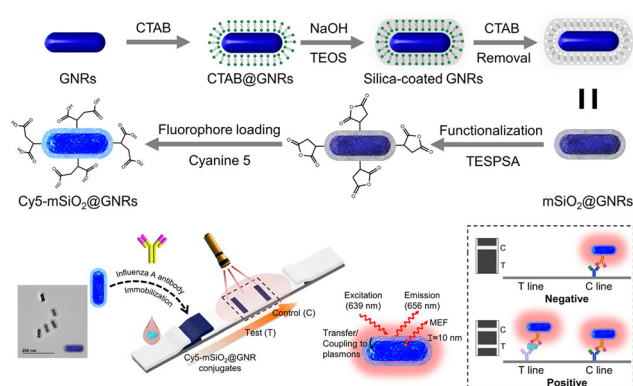 CTAB
NaOH
TEOS
CTAB
Removal
GNRs
CTAB@GNRs
Silica-coated GNRs
Fluorophore loading
Cyanine 5
Functionalization
TESPSA
Cy5-mSiO2@GNRs
mSiO2@GNRs
Influenza A antibody
Immobilization
Control (C)
Test (T)
Cy5-mSiO2@GNR
conjugates
200 nm
Excitation
(639 nm)
Emission
(656 nm)
MEF
≈10 nm
Transfer/
Coupling to
plasmons
C
T
T line
C line
Negative
C
T
T line
C line
Positive